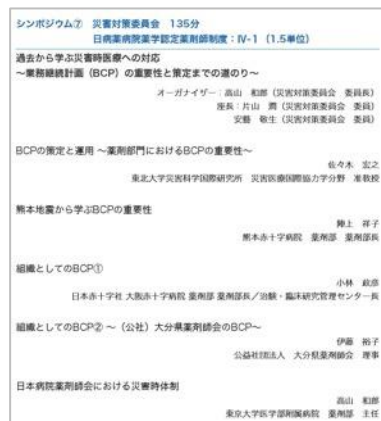 シンポジウム⑦　災害対策委員会　135分
日病薬病院薬学認定薬剤師制度：Ⅳ-1（1.5単位）
過去から学ぶ災害時医療への対応
～業務継続計画（BCP）の重要性と策定までの道のり～
オーガナイザー：高山　和郎（災害対策委員会　委員長）
座長：片山　潤（災害対策委員会　委員）
安藝　敬生（災害対策委員会　委員）
BCPの策定と運用 ～薬剤部門におけるBCPの重要性～
佐々木　宏之
東北大学災害科学国際研究所　災害医療国際協力学分野　准教授
熊本地震から学ぶBCPの重要性
陣上　祥子
熊本赤十字病院　薬剤部　薬剤部長
組織としてのBCP①
小林　政彦
日本赤十字社 大阪赤十字病院 薬剤部 薬剤部長／治験・臨床研究管理センター長
組織としてのBCP② ～（公社）大分県薬剤師会のBCP～
伊藤　裕子
公益社団法人　大分県薬剤師会　理事
日本病院薬剤師会における災害時体制
高山　和郎
東京大学医学部附属病院　薬剤部　主任